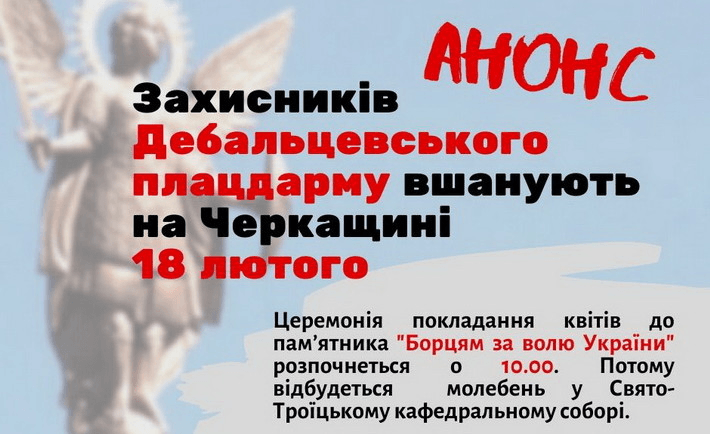 АНОНС
Захисників
Дебальцевського
плацдарму вшанують
на Черкащині
18 лютого
Церемонія покладання квітів до
пам’ятника "Борцям за волю України"
розпочнеться о 10.00. Потому
відбудеться молебень у Свято-
Троїцькому кафедральному соборі.